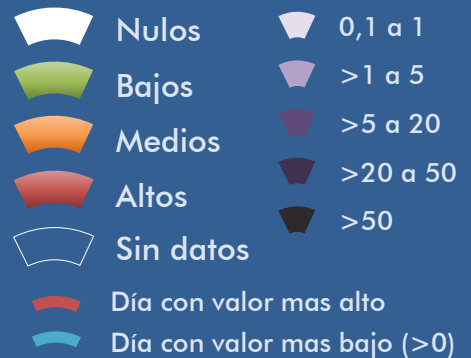 Nulos
Bajos
Medios
Altos
Sin datos
0,1 a 1
>1 a 5
>5 a 20
>20 a 50
>50
Día con valor mas alto
Día con valor mas bajo (>0)